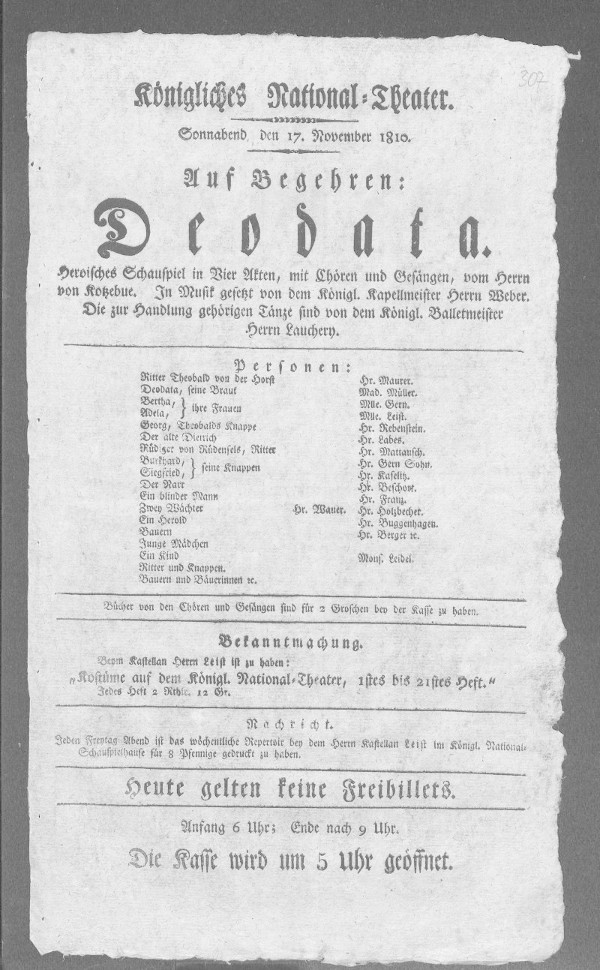 307
Königliches National-Theater.
Sonnabend, den 17. November 1810.
Auf Begehren:
Deodata.
Heroisches Schauspiel in Vier Akten, mit Chören und Gesängen, vom Herrn
von Kotzebue. In Musik gesetzt von dem Königl. Kapellmeister Herrn Weber.
Die zur Handlung gehörigen Tänze sind von dem Königl. Balletmeister
Herrn Lauchery.
Personen:
Ritter Theobald von der Horst Hr. Maurer.
Deodata, seine Braut Mad. Müller.
Bertha, } ihre Frauen Mlle. Gern.
Adela, Mlle. Leist.
Georg, Theobalds Knappe Hr. Rebenstein.
Der alte Dietrich Hr. Labes.
Rüdiger von Rüdenfels, Ritter Hr. Mattausch.
Burkhard, } seine Knappen Hr. Gern Sohn.
Siegfried, Hr. Kaselitz.
Der Narr Hr. Beschort.
Ein blinder Mann Hr. Franz.
Zwey Wächter Hr. Wauer. Hr. Holzbecher.
Ein Herold Hr. Buggenhagen.
Bauern Hr. Berger ec.
Junge Mädchen
Ein Kind Mons. Leidel.
Ritter und Knappen.
Bauern und Bäuerinnen ec.
Bücher von den Chören und Gesängen sind für 2 Groschen bey der Kasse zu haben.
Bekanntmachung.
Beym Kastellan Herrn Leist ist zu haben:
„Kostüme auf dem Königl. National-Theater, 1stes bis 21stes Heft.“
Jedes Heft 2 Rthlr. 12 Gr.
Nachricht.
Jeden Freytag Abend ist das wöchentliche Repertoir bey dem Herrn Kastellan Leist im Königl. National-
Schauspielhause für 8 Pfennige gedruckt zu haben.
Heute gelten keine Freibillets.
Anfang 6 Uhr; Ende nach 9 Uhr.
Die Kasse wird um 5 Uhr geöffnet.